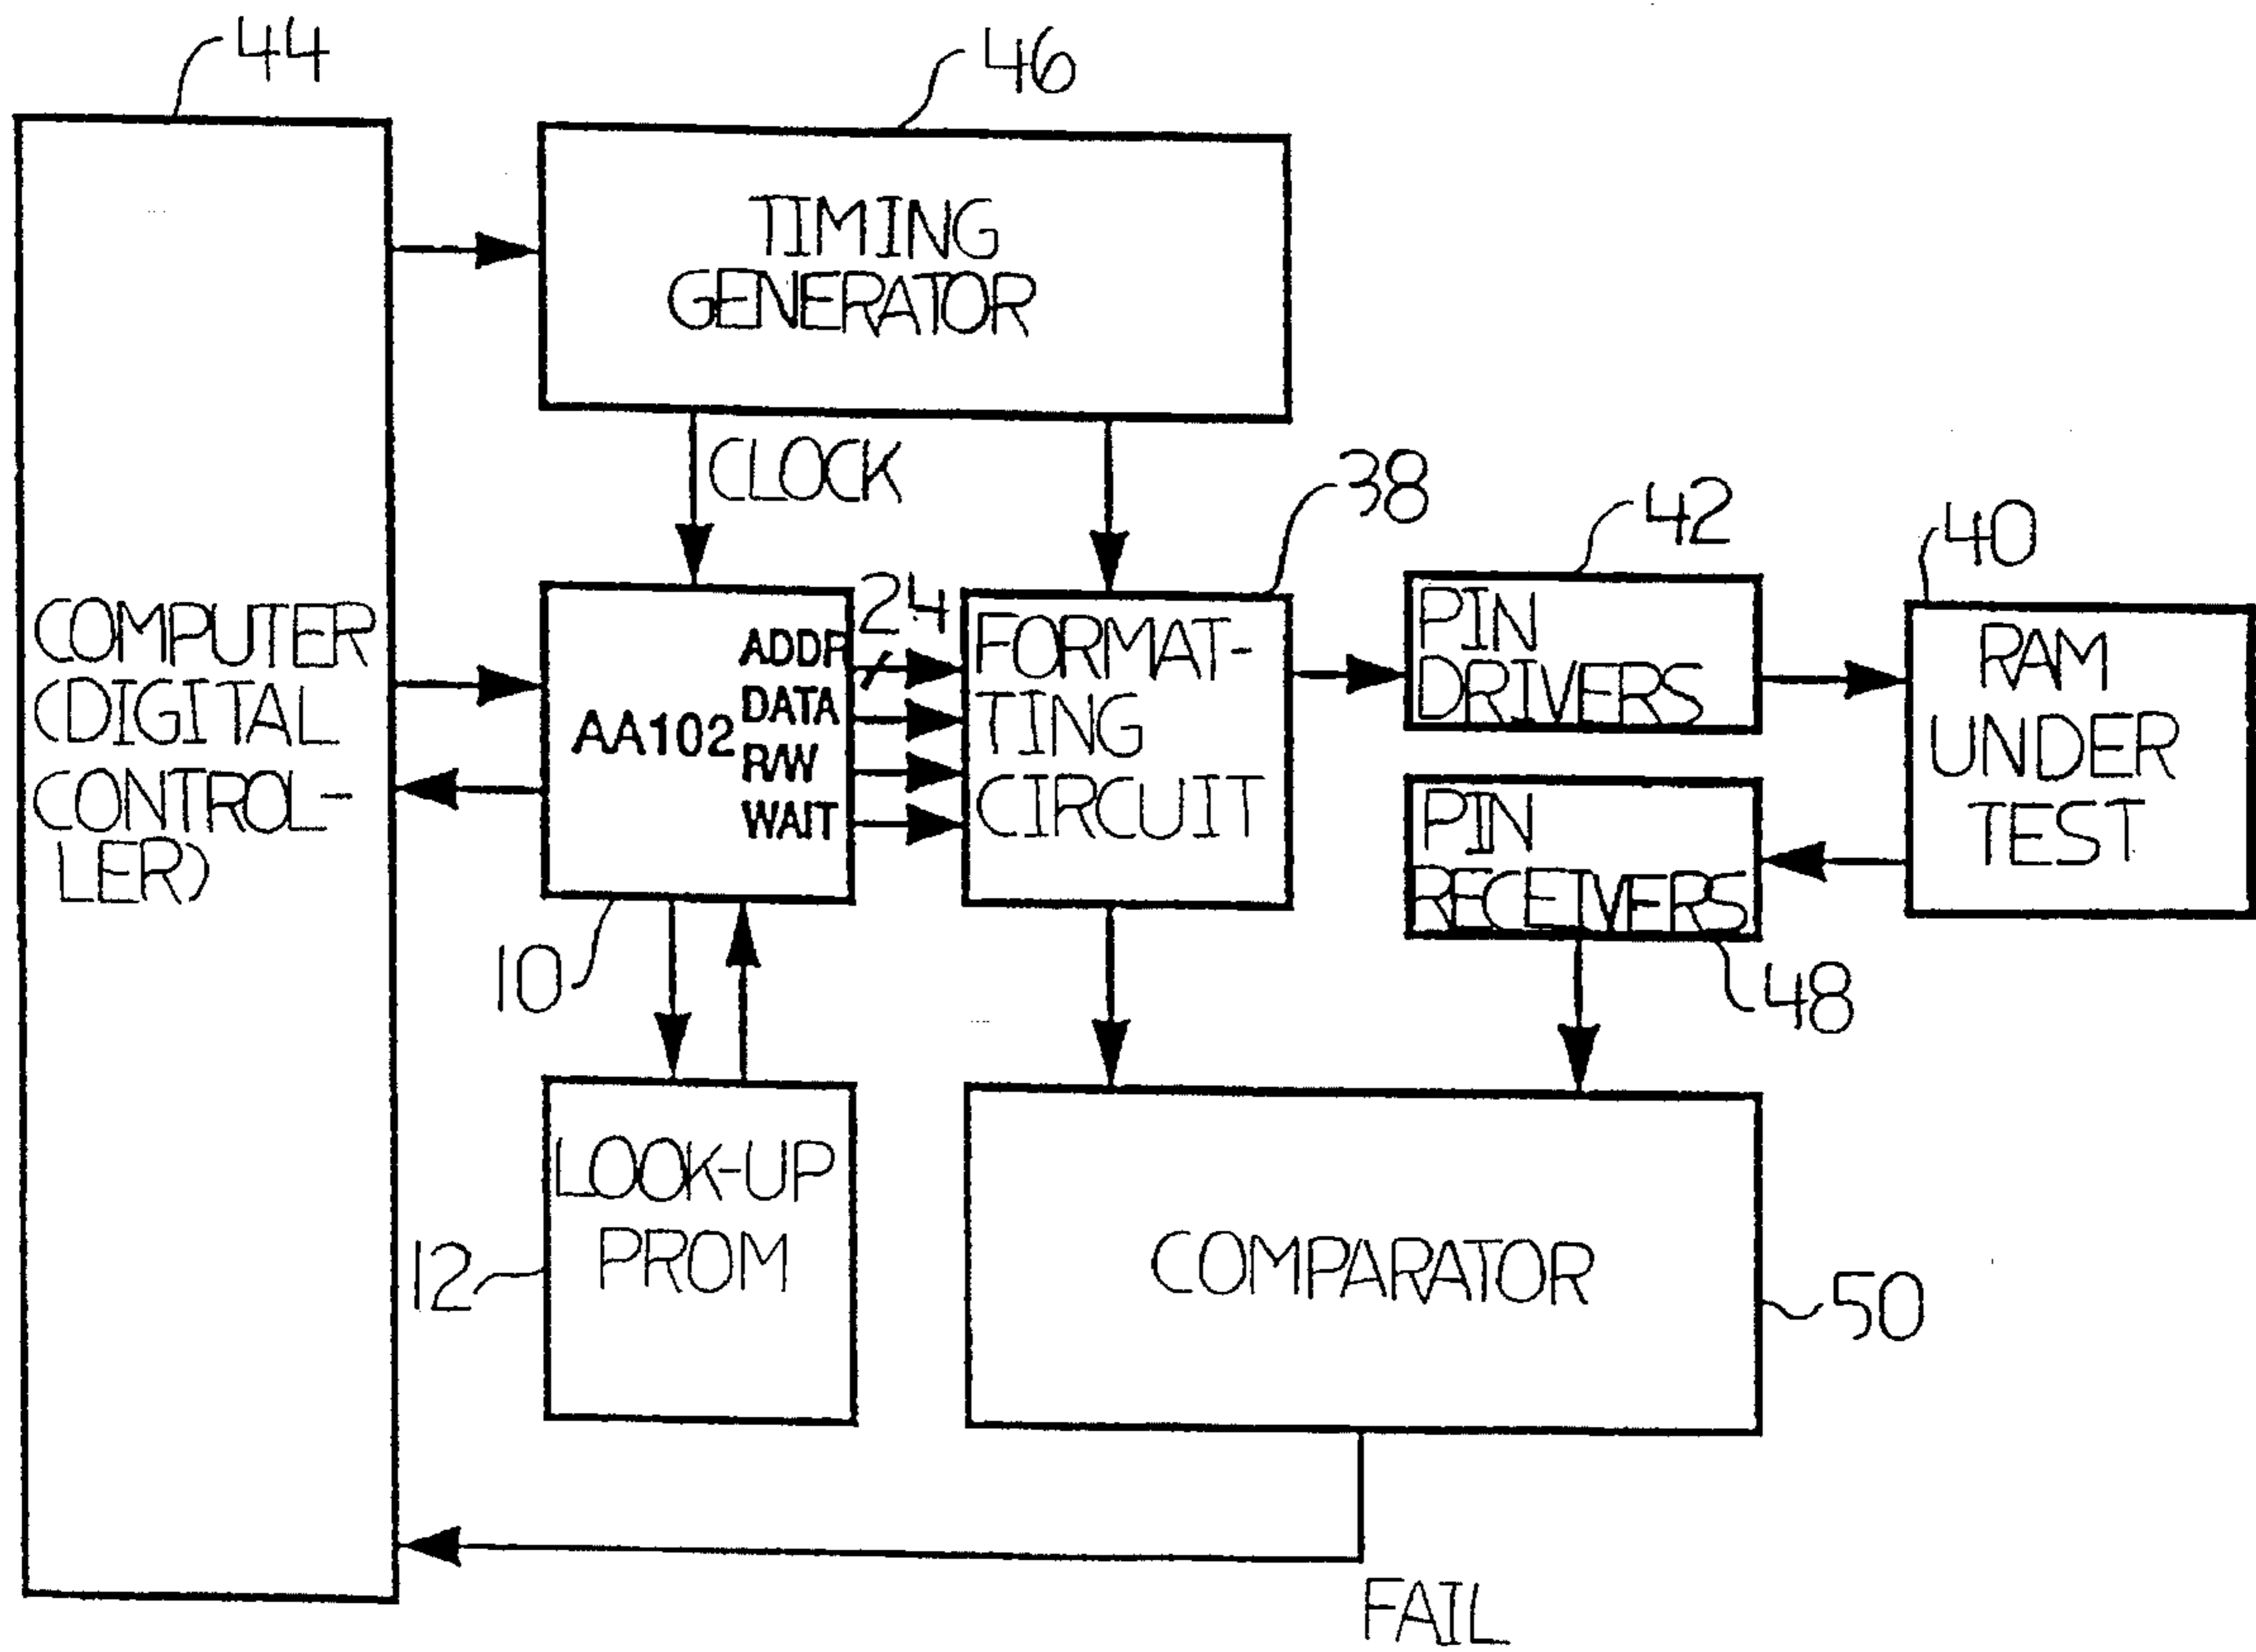 44
46
TIMING
GENERATOR
CLOCK
38
42
40
COMPUTER
(DIGITAL
CONTROL-
LER)
AA102
ADDR
DATA
R/W
WAIT
24
FORMAT-
TING
CIRCUIT
PIN
DRIVERS
RAM
UNDER
TEST
PIN
RECEIVERS
10
48
LOOK-UP
PROM
12
COMPARATOR
50
FAIL